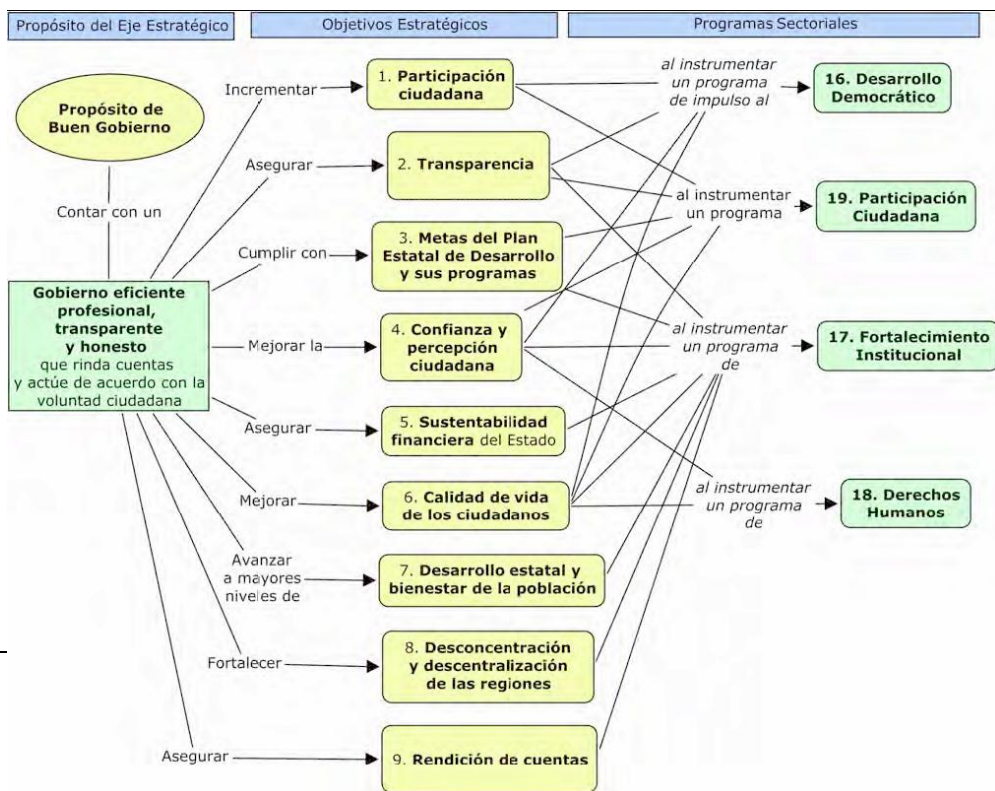 Propósito del Eje Estratégico
Objetivos Estratégicos
Programas Sectoriales
Propósito de
Buen Gobierno
Contar con un
Gobierno eficiente
profesional,
transparente
y honesto
que rinda cuentas
y actúe de acuerdo con la
voluntad ciudadana
Incrementar
Asegurar
Cumplir con
Mejorar la
Asegurar
Mejorar
Avanzar
a mayores
niveles de
Fortalecer
Asegurar
1. Participación
ciudadana
2. Transparencia
3. Metas del Plan
Estatal de Desarrollo
y sus programas
4. Confianza y
percepción
ciudadana
5. Sustentabilidad
financiera del Estado
6. Calidad de vida
de los ciudadanos
7. Desarrollo estatal y
bienestar de la población
8. Desconcentración
y descentralización
de las regiones
9. Rendición de cuentas
al instrumentar
un programa
de impulso al
al instrumentar
un programa
al instrumentar
un programa
de
al instrumentar
un programa
de
16. Desarrollo
Democrático
19. Participación
Ciudadana
17. Fortalecimiento
Institucional
18. Derechos
Humanos